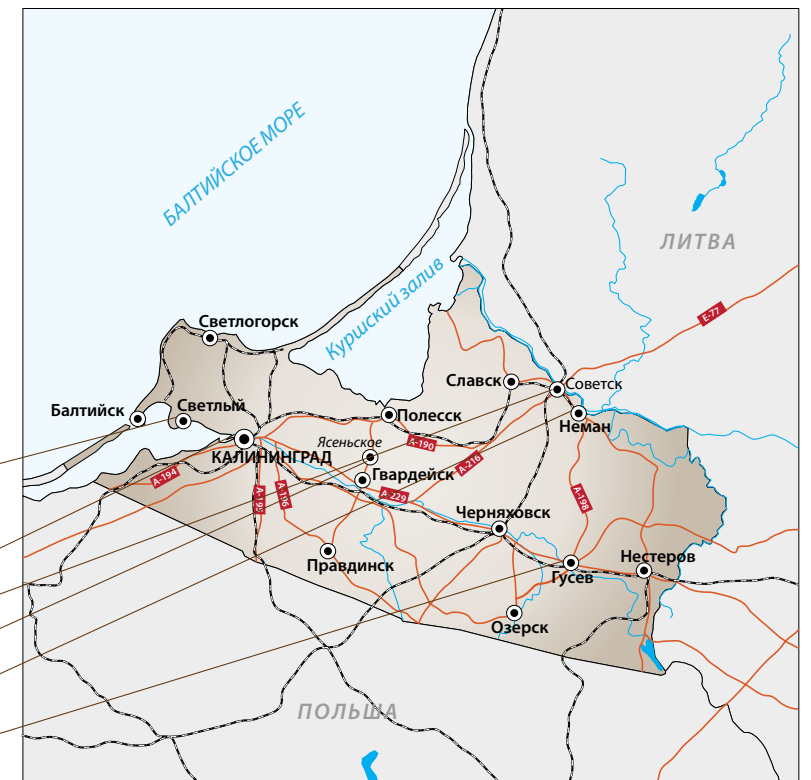 БАЛТИЙСКОЕ МОРЕ
ЛИТВА
Куршский залив
E-77
Светлогорск
Славск
Советск
Балтийск
Светлый
Полесск
Неман
Ясеньское
А-190
КАЛИНИНГРАД
А-216
А-194
Гвардейск
А-196
А-229
А-198
Черняховск
Правдинск
Гусев
Нестеров
Озерск
ПОЛЬША